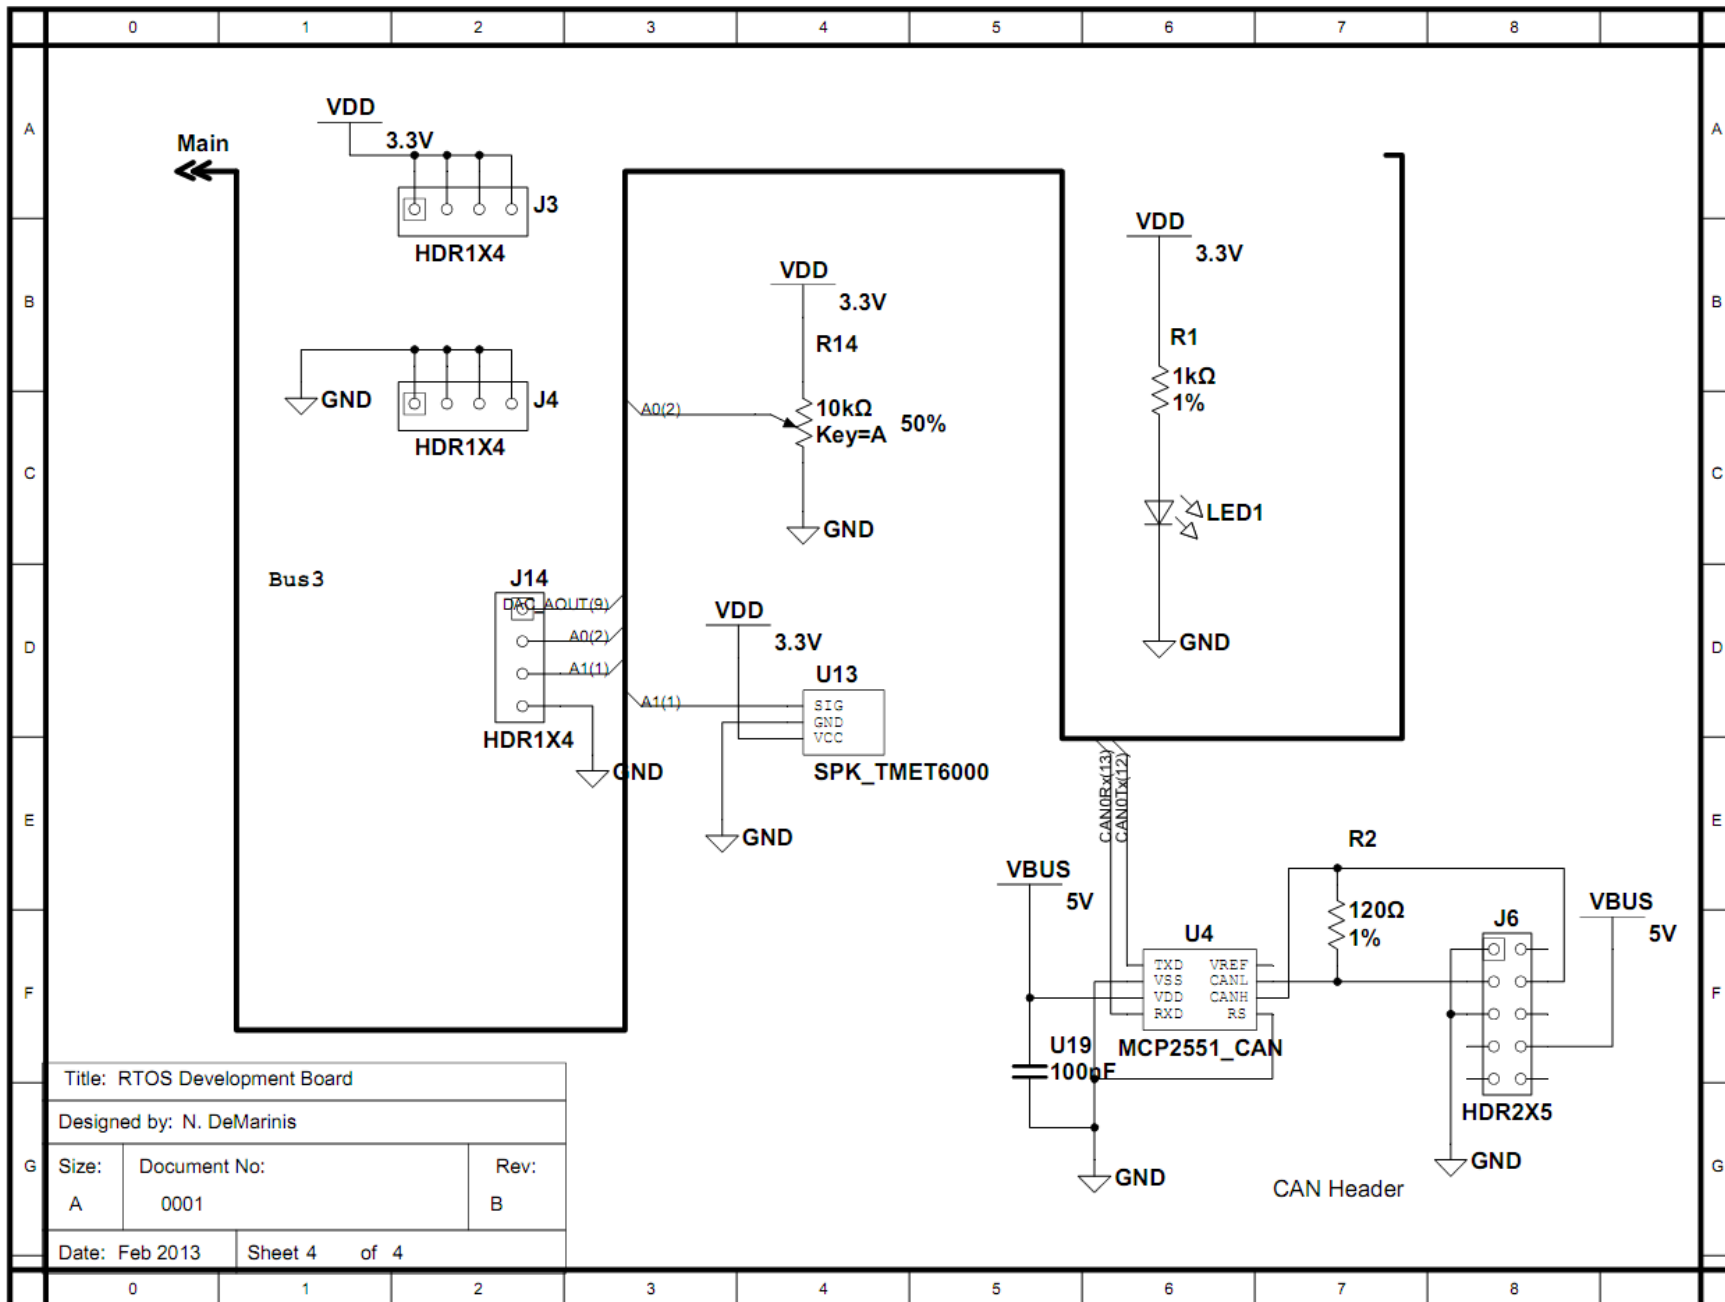 0 1 2 3 4 5 6 7 8
A
A
Main
VDD
3.3V
J3
HDR1X4
VDD
3.3V
B
B
VDD
3.3V
R14
R1
1kΩ
1%
GND
J4
HDR1X4
A0(2)
10kΩ
Key=A
50%
C
C
GND
LED1
Bus3
J14
DAC_AOUT(9)
A0(2)
A1(1)
HDR1X4
GND
D
D
VDD
3.3V
U13
A1(1)
SIG
GND
VCC
SPK_TMET6000
GND
GND
E
E
CAN0Rx(13)
CAN0Tx(12)
R2
120Ω
1%
VBUS
5V
U4
TXD VREF
VSS CANL
VDD CANH
RXD RS
MCP2551_CAN
J6
VBUS
5V
F
F
U19
100nF
HDR2X5
GND
GND
CAN Header
G
G
Title: RTOS Development Board
Designed by: N. DeMarinis
Size: Document No: Rev:
A 0001 B
Date: Feb 2013 Sheet 4 of 4
0 1 2 3 4 5 6 7 8